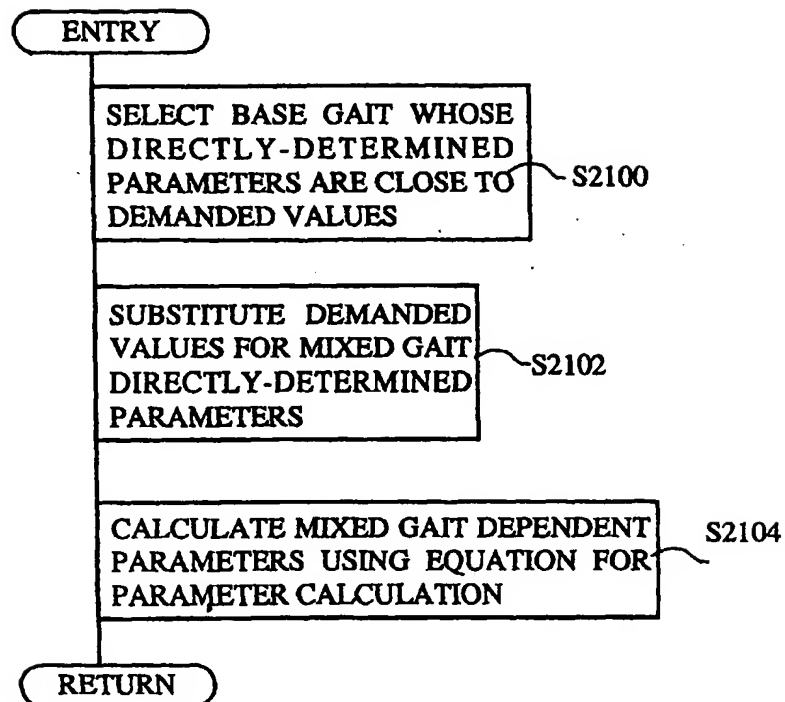 ENTRY
SELECT BASE GAIT WHOSE
DIRECTLY-DETERMINED
PARAMETERS ARE CLOSE TO
DEMANDED VALUES
S2100
SUBSTITUTE DEMANDED
VALUES FOR MIXED GAIT
DIRECTLY-DETERMINED
PARAMETERS
S2102
CALCULATE MIXED GAIT DEPENDENT
PARAMETERS USING EQUATION FOR
PARAMETER CALCULATION
S2104
RETURN